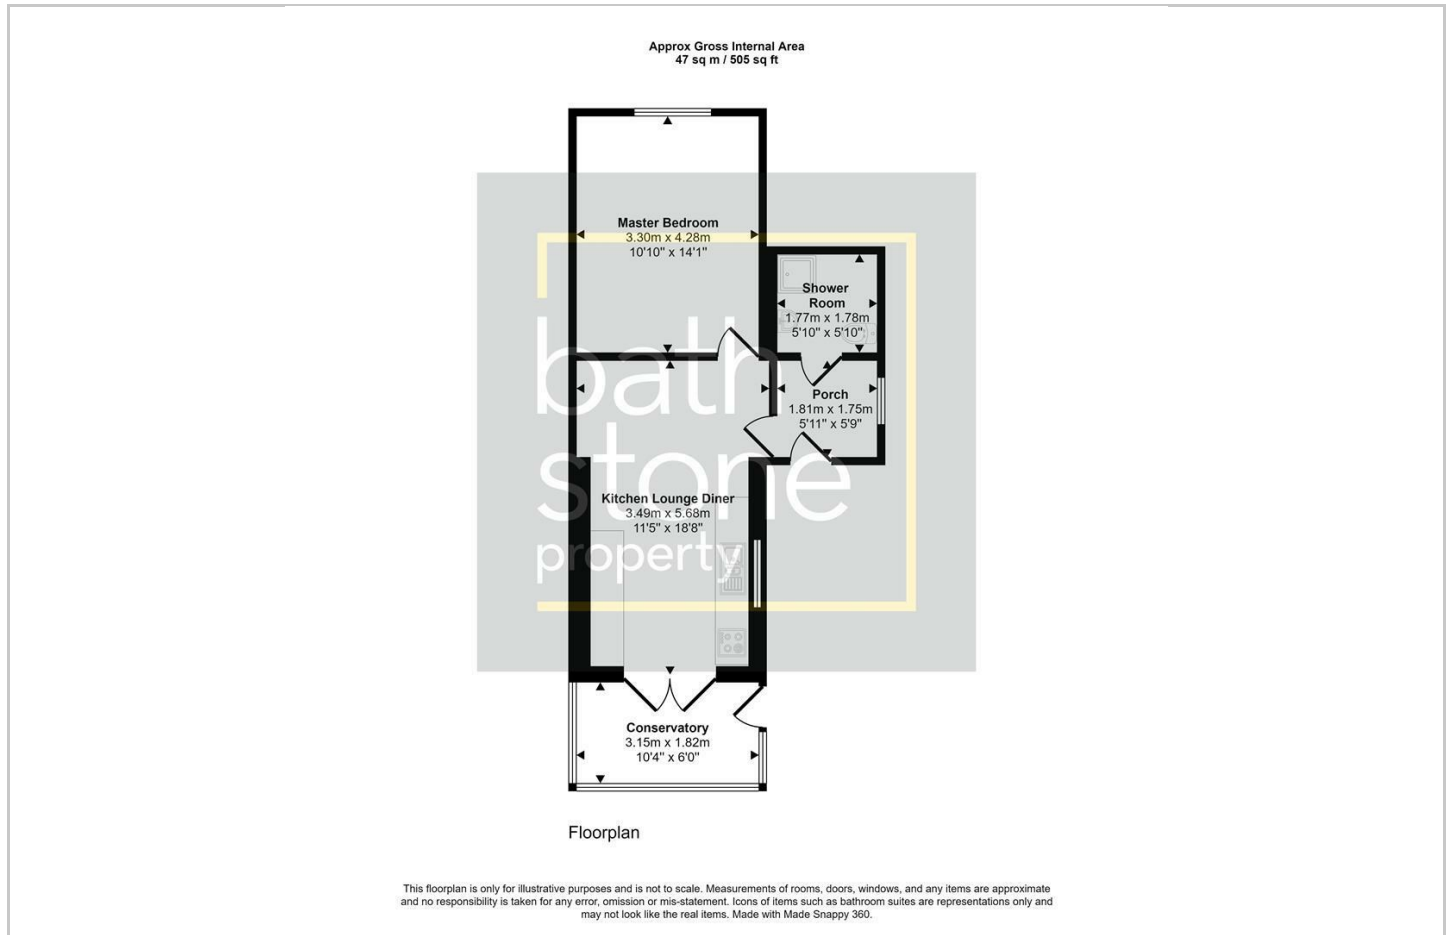 Approx Gross Internal Area
47 sq m / 505 sq ft
Master Bedroom
3.30m x 4.28m
10'10" x 14'1"
Shower
Room
1.77m x 1.78m
5'10" x 5'10"
bath
Porch
1.81m x 1.75m
5'11" x 5'9"
stone
Kitchen Lounge Diner
3.49m x 5.68m
11'5" x 18'8"
property
Conservatory
3.15m x 1.82m
10'4" x 6'0"
Floorplan
This floorplan is only for illustrative purposes and is not to scale. Measurements of rooms, doors, windows, and any items are approximate
and no responsibility is taken for any error, omission or mis-statement. Icons of items such as bathroom suites are representations only and
may not look like the real items. Made with Made Snappy 360.